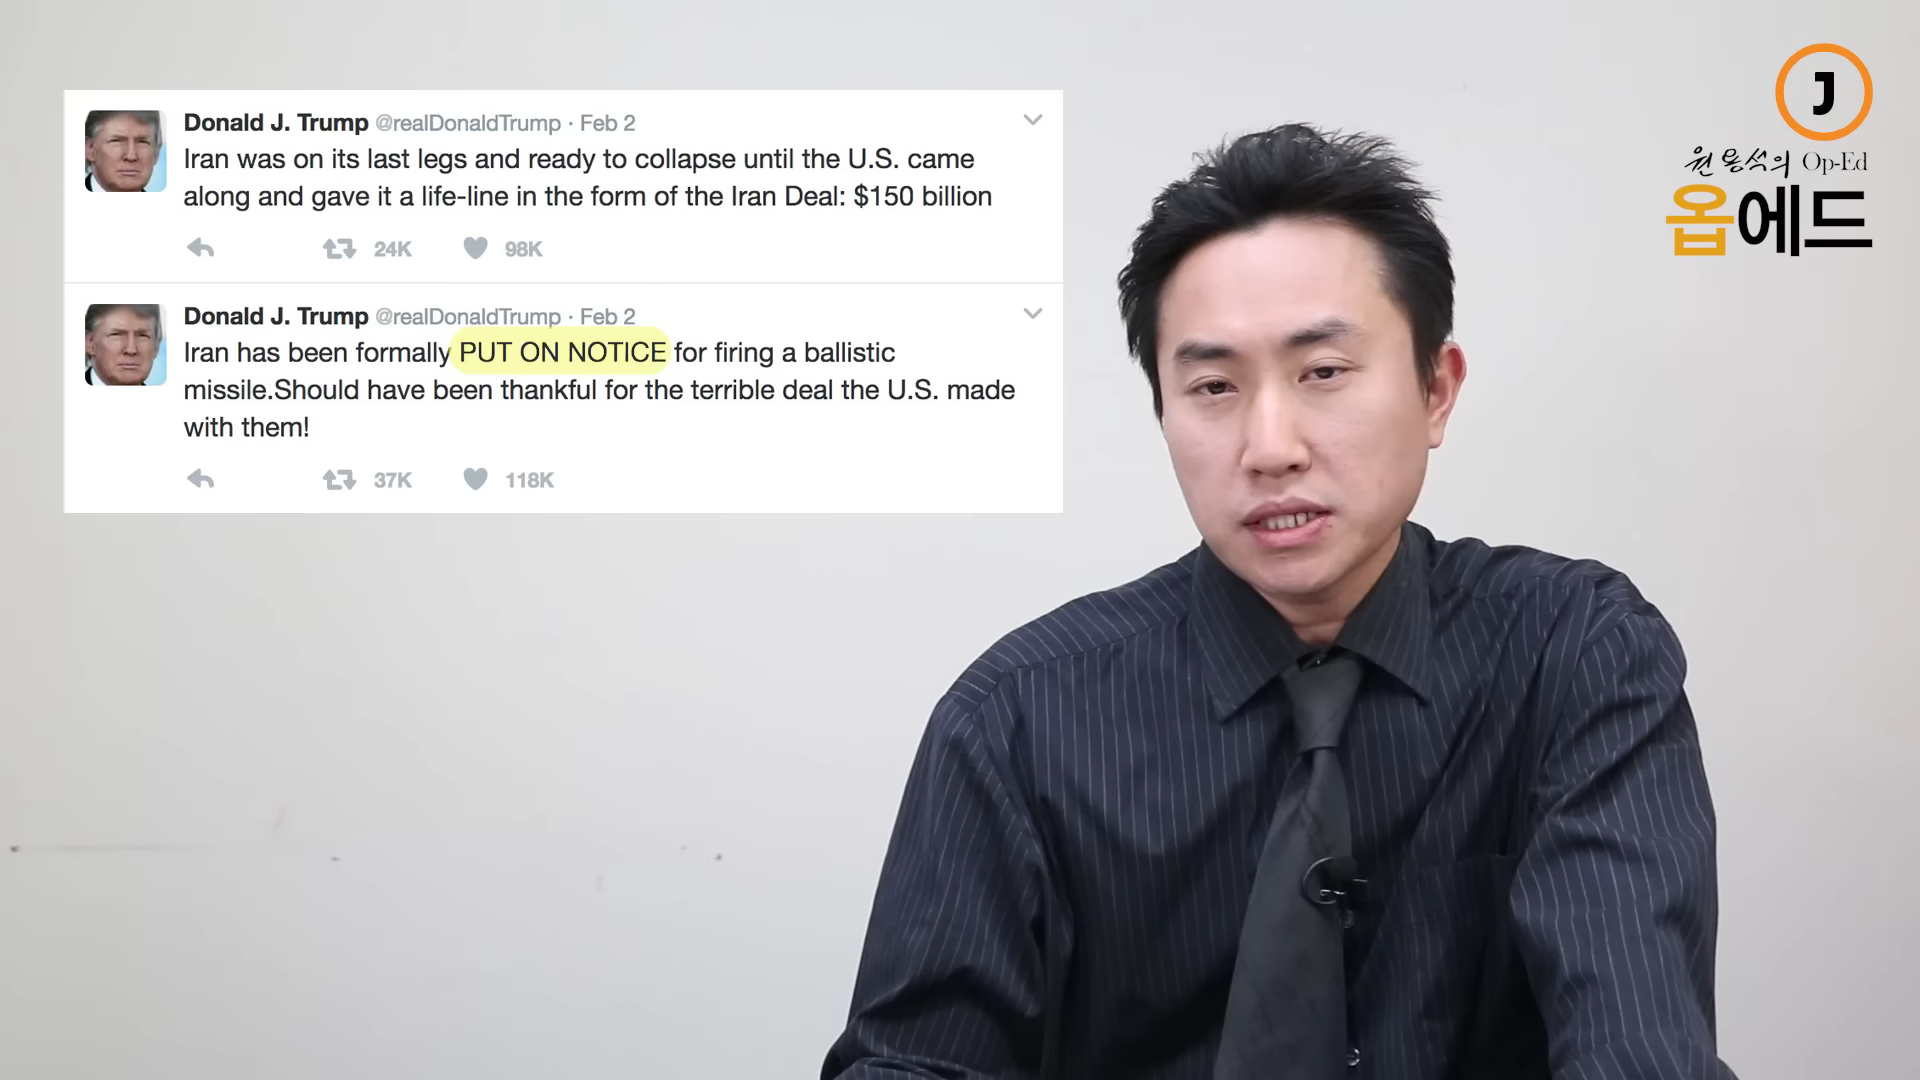 Donald J. Trump @realDonaldTrump · Feb 2
Iran was on its last legs and ready to collapse until the U.S. came
along and gave it a life-line in the form of the Iran Deal: $150 billion
24K 98K
Donald J. Trump @realDonaldTrump · Feb 2
Iran has been formally PUT ON NOTICE for firing a ballistic
missile.Should have been thankful for the terrible deal the U.S. made
with them!
37K 118K
J
원용석의 Op-Ed
옵에드